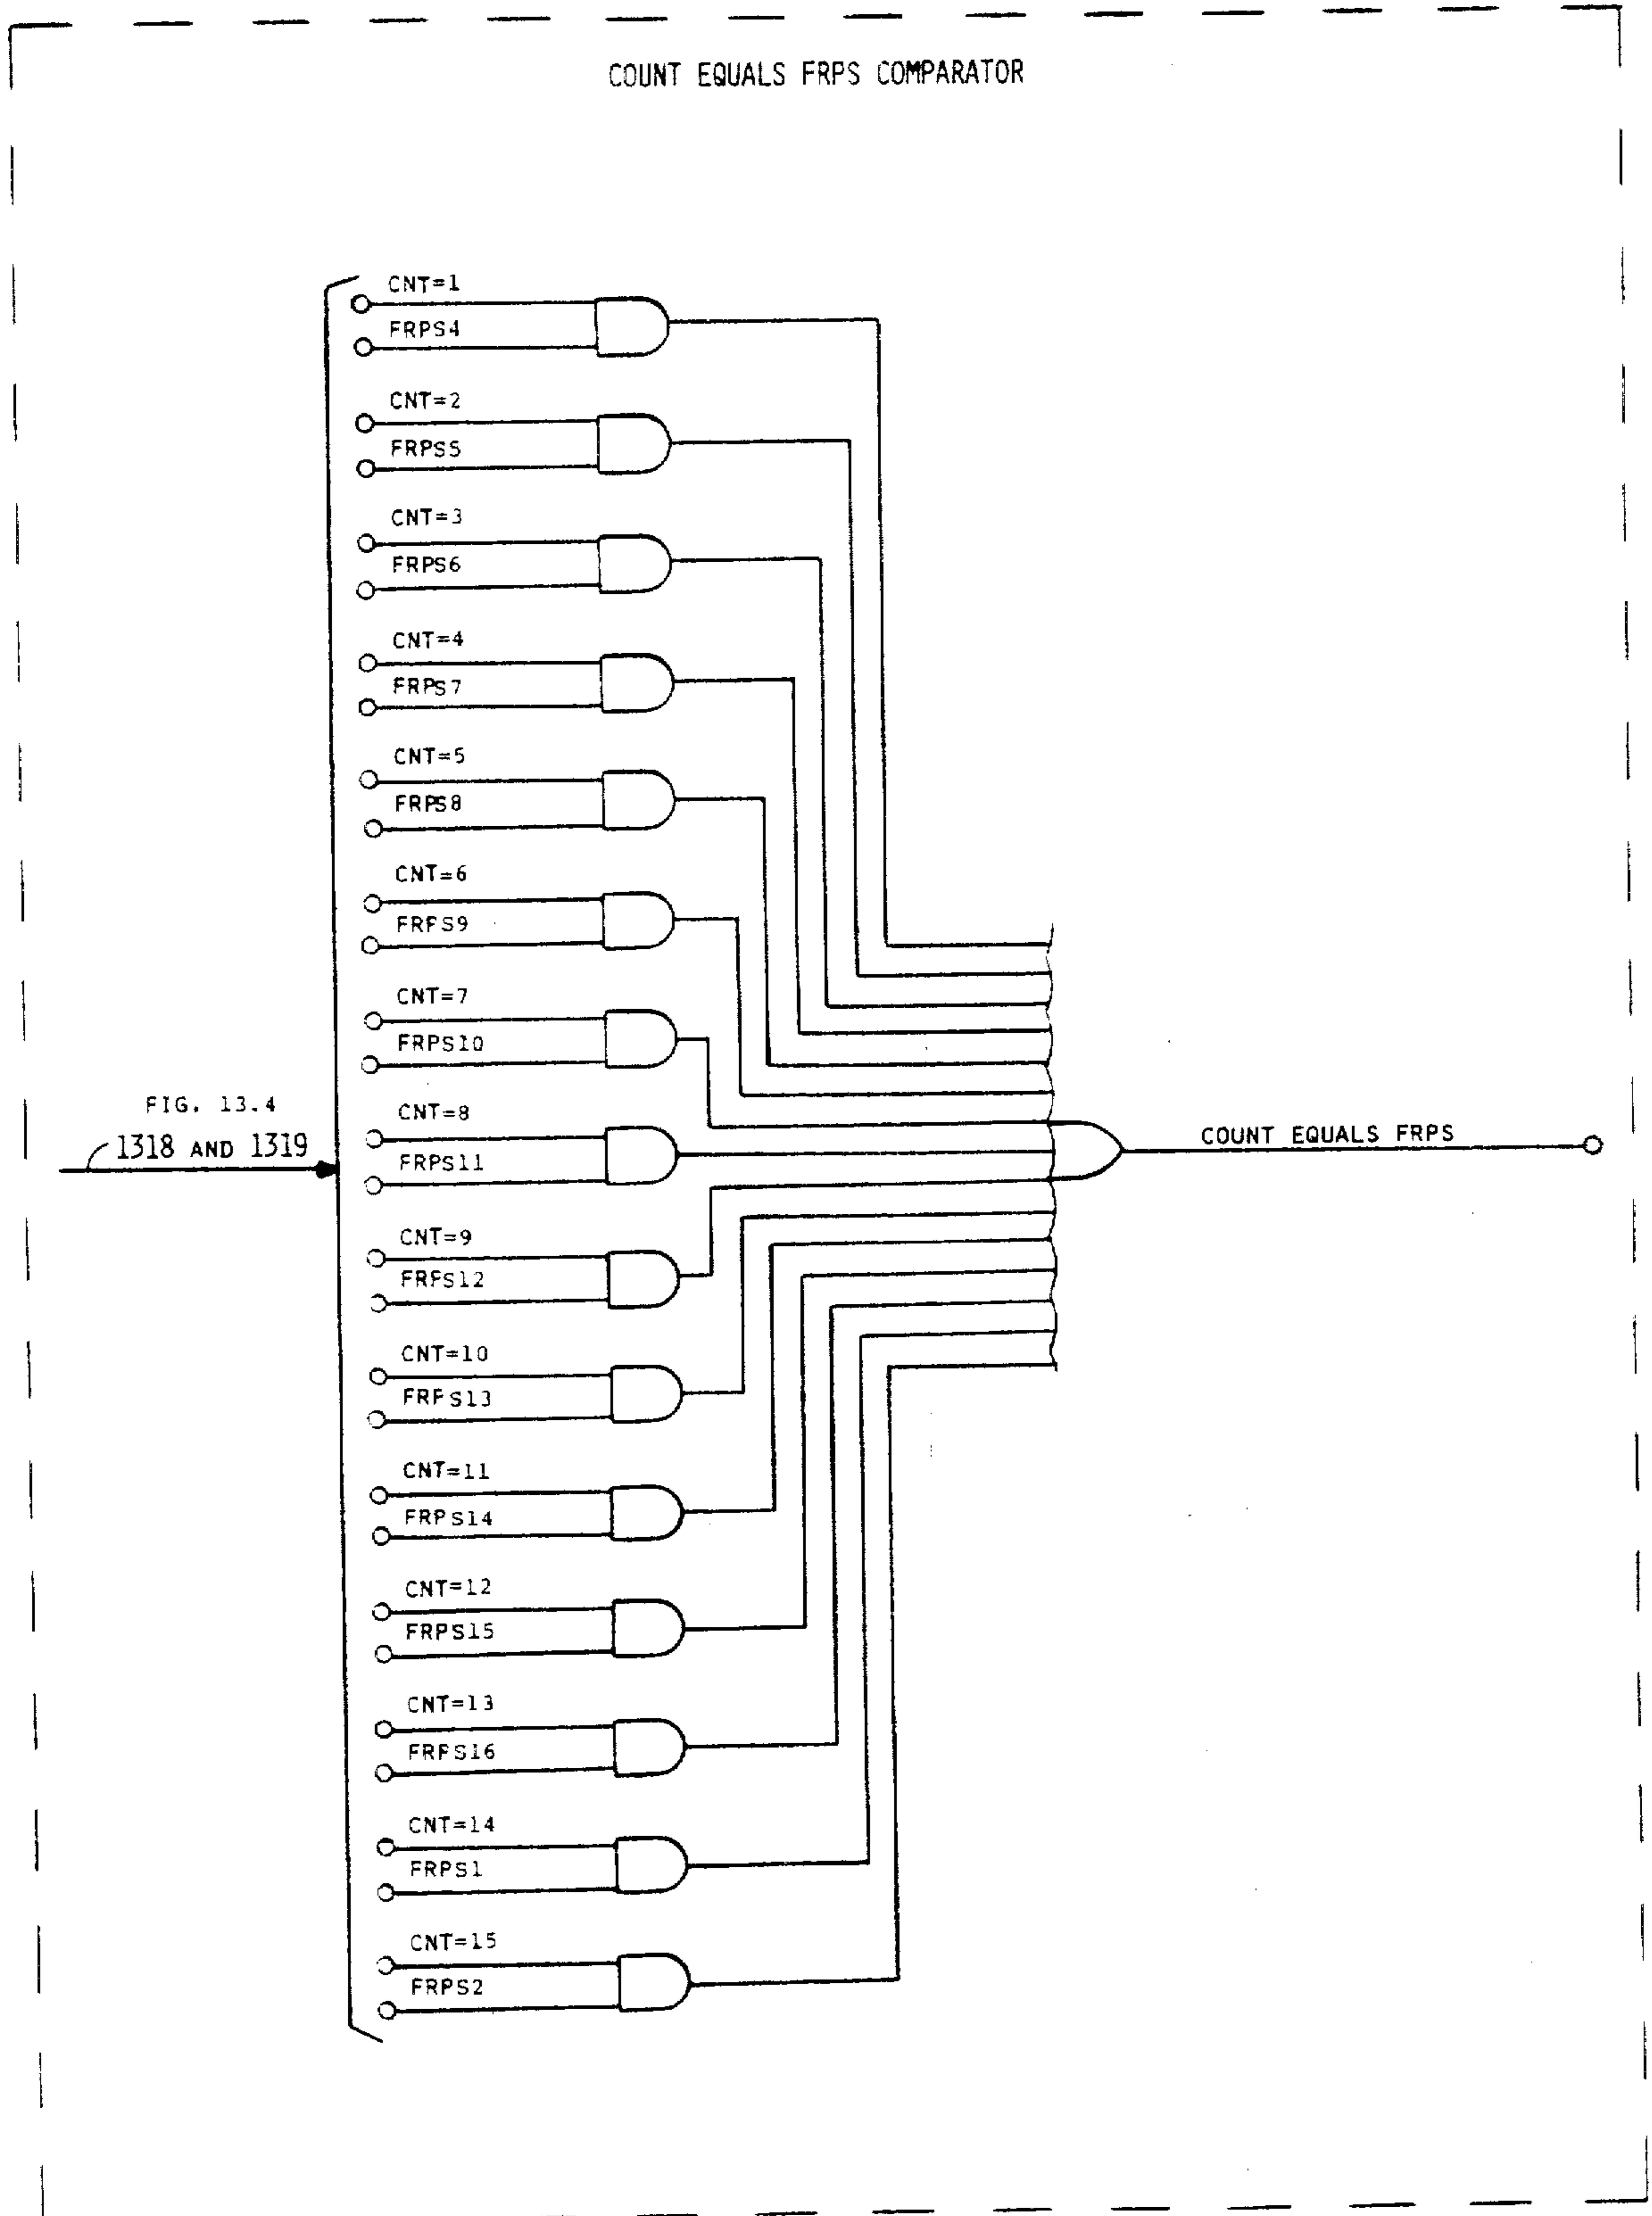 COUNT EQUALS FRPS COMPARATOR
CNT=1
FRPS4
CNT=2
FRPS5
CNT=3
FRPS6
CNT=4
FRPS7
CNT=5
FRPS8
CNT=6
FRPS9
CNT=7
FRPS10
FIG. 13.4
1318 AND 1319
CNT=8
FRPS11
COUNT EQUALS FRPS
CNT=9
FRPS12
CNT=10
FRPS13
CNT=11
FRPS14
CNT=12
FRPS15
CNT=13
FRPS16
CNT=14
FRPS1
CNT=15
FRPS2